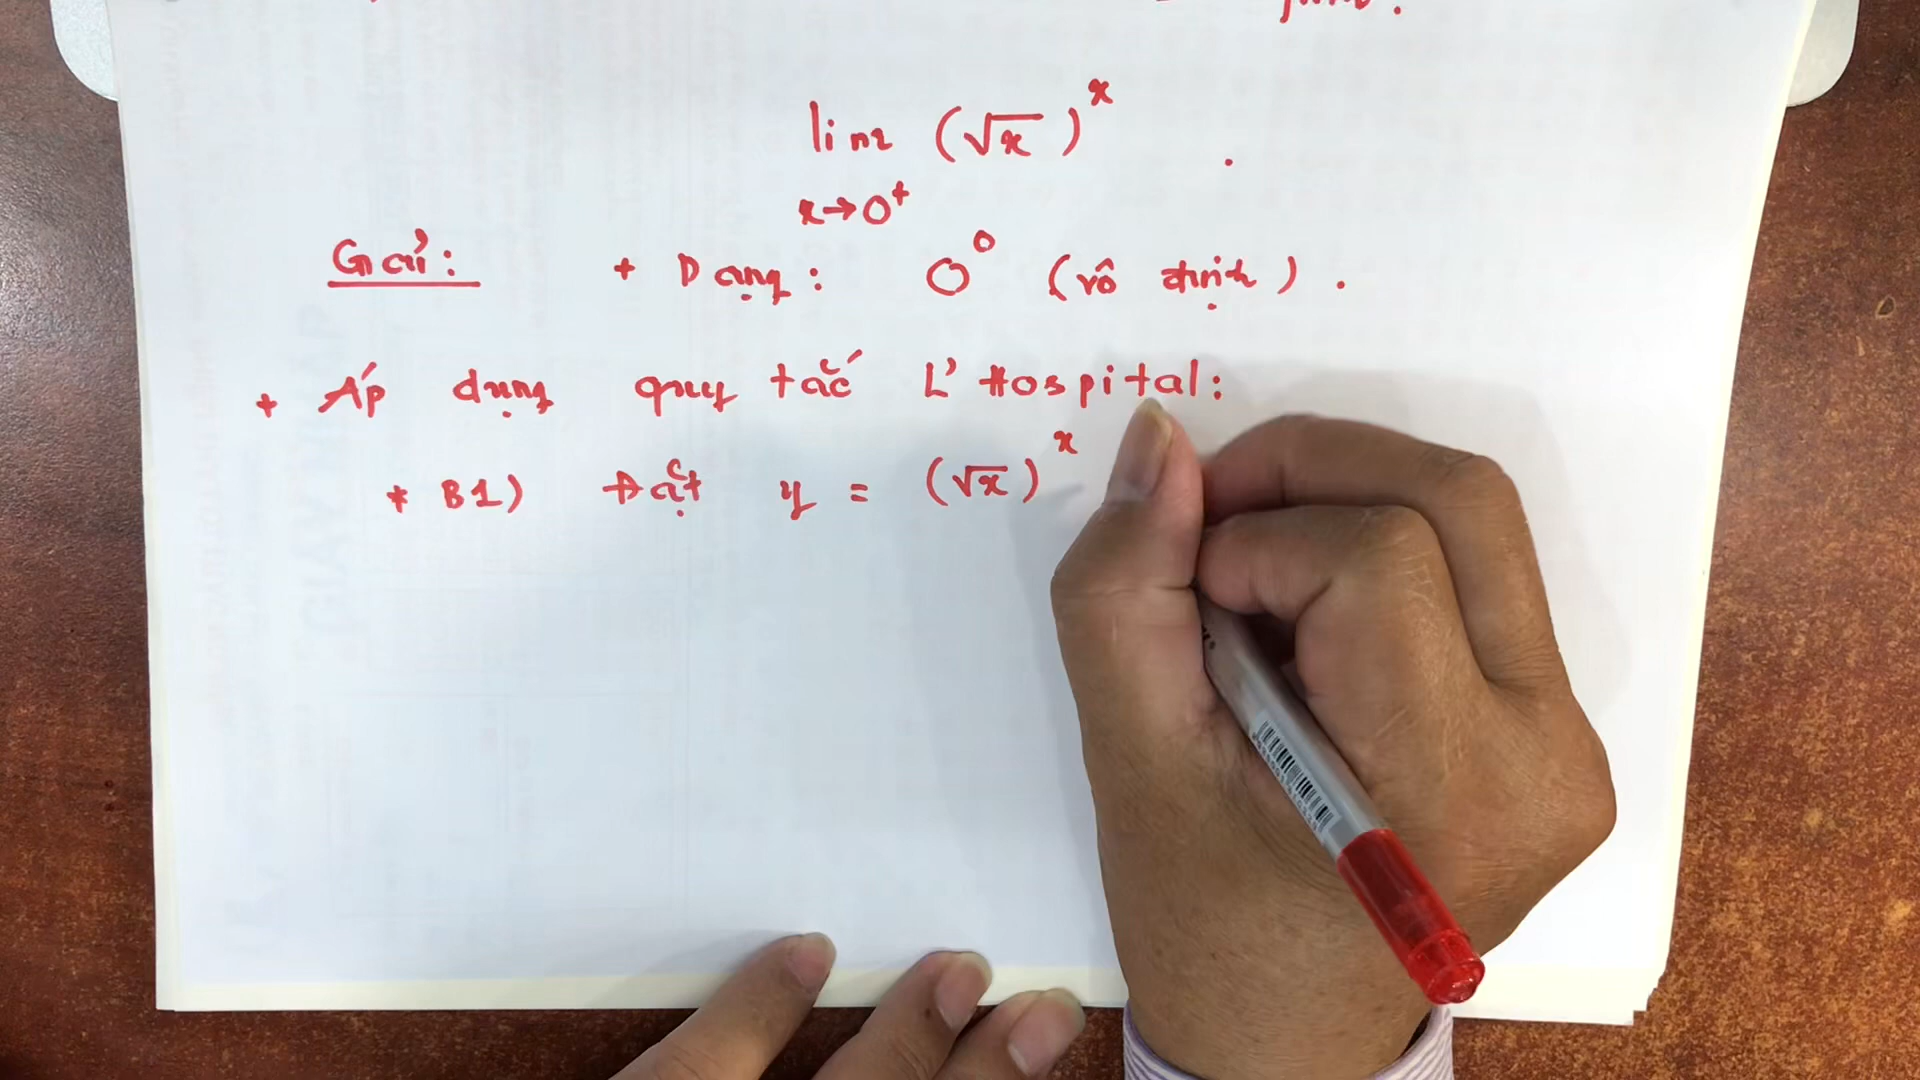 lim (√x)^x .
x→0⁺
Giải: + Dạng: 0⁰ (vô định).
+ Áp dụng quy tắc L'Hospital:
* B1) Đặt y = (√x)^x